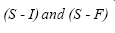 (S - I) and (S - F)